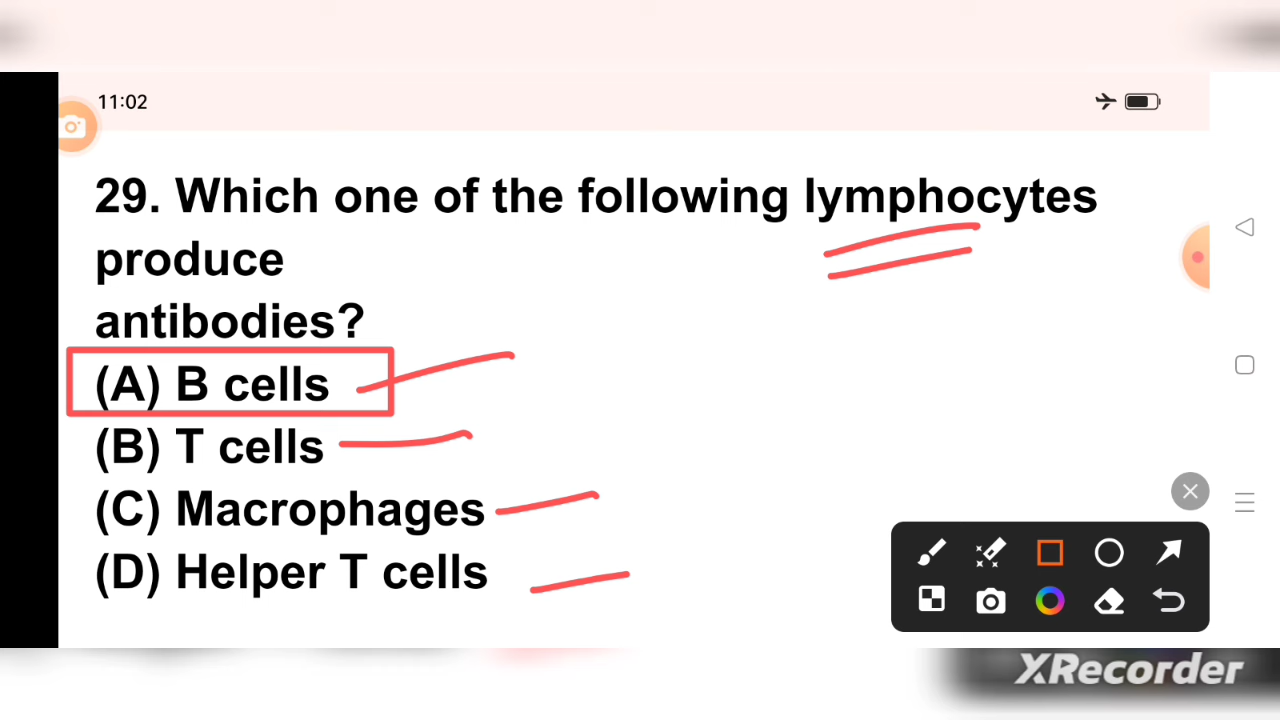 11:02
29. Which one of the following lymphocytes
produce
antibodies?
(A) B cells
(B) T cells
(C) Macrophages
(D) Helper T cells
XRecorder